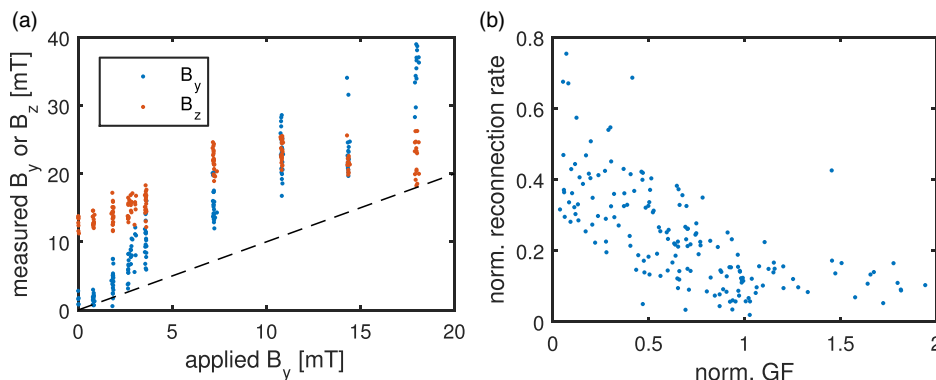 (a)
measured B_y or B_z [mT]
40
30
20
10
0
B_y
B_z
0 5 10 15 20
applied B_y [mT]
(b)
norm. reconnection rate
0.8
0.6
0.4
0.2
0
0 0.5 1 1.5 2
norm. GF